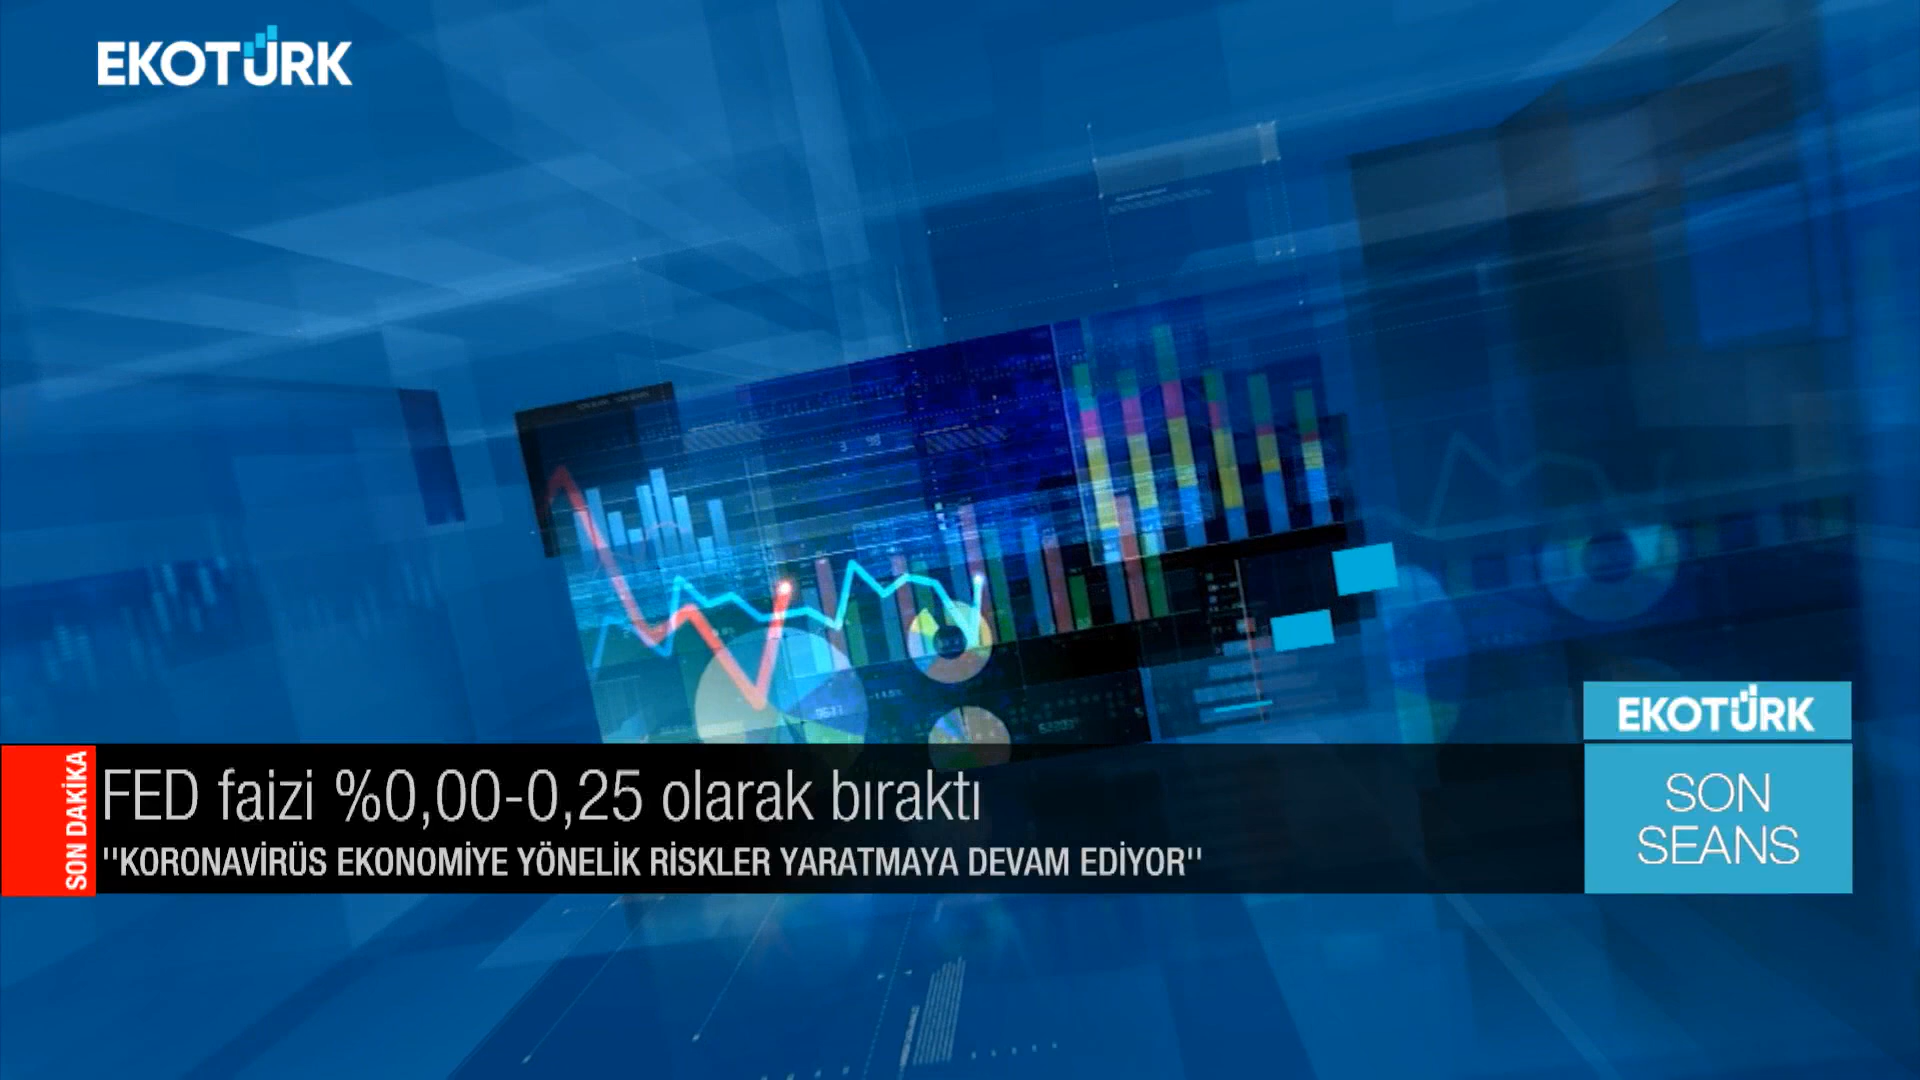 EKOTÜRK
EKOTÜRK
SON DAKİKA
FED faizi %0,00-0,25 olarak bıraktı
SON
SEANS
"KORONAVİRÜS EKONOMİYE YÖNELİK RİSKLER YARATMAYA DEVAM EDİYOR"